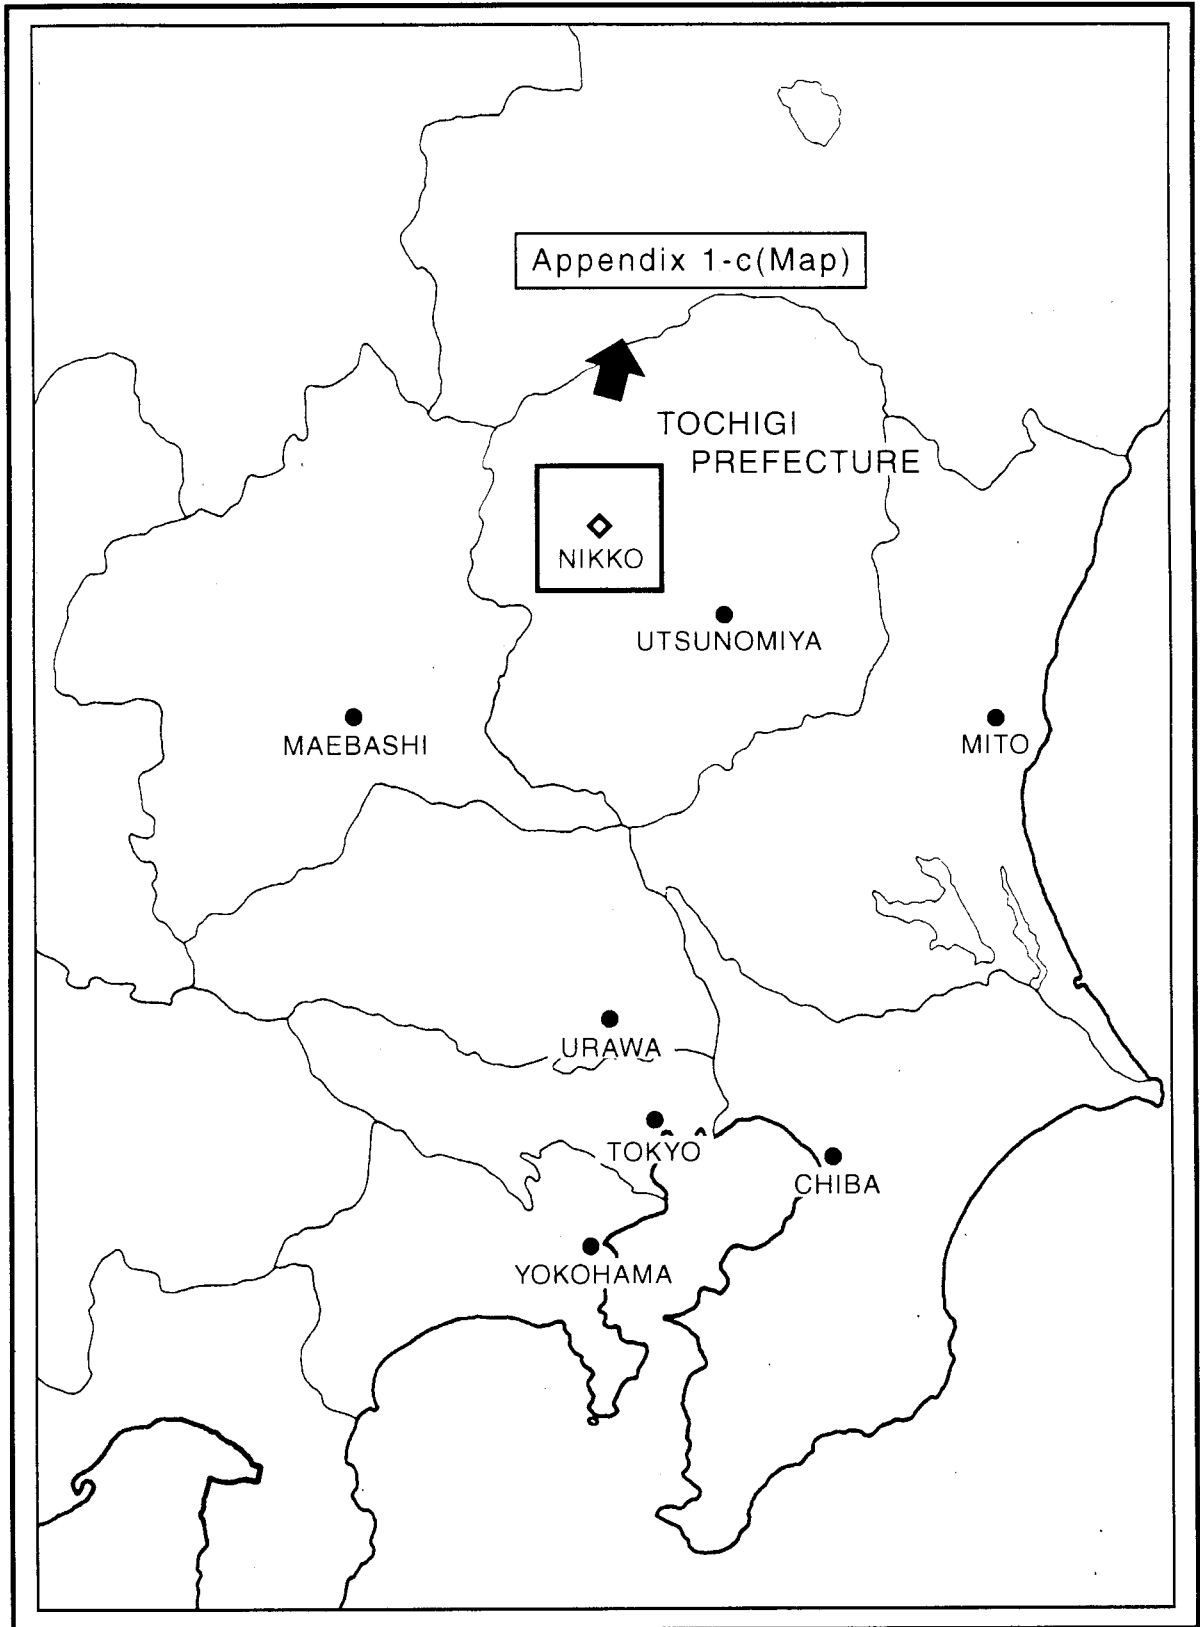 Appendix 1-c(Map)
TOCHIGI
PREFECTURE
NIKKO
UTSUNOMIYA
MAEBASHI
MITO
URAWA
TOKYO
CHIBA
YOKOHAMA